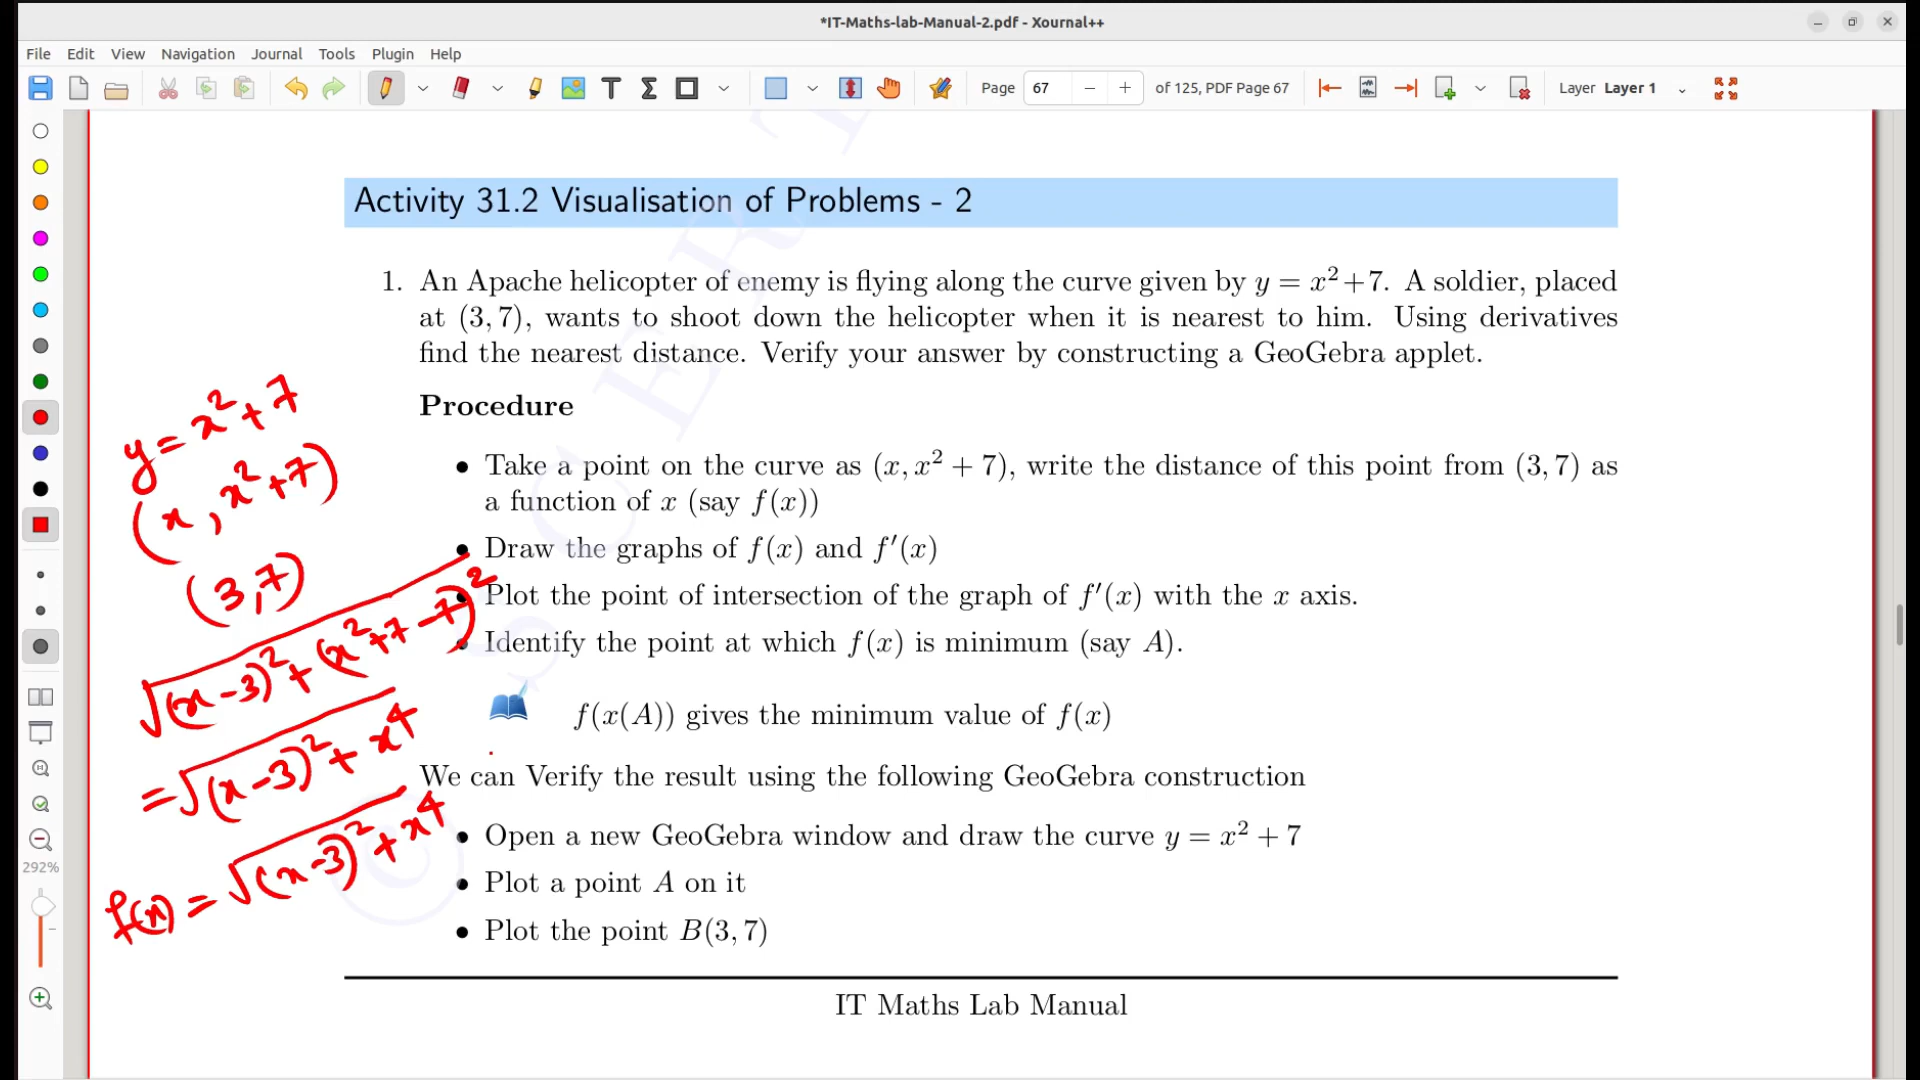 *IT-Maths-lab-Manual-2.pdf - Xournal++
File Edit View Navigation Journal Tools Plugin Help
Page 67 of 125, PDF Page 67 Layer Layer 1
Activity 31.2 Visualisation of Problems - 2
1. An Apache helicopter of enemy is flying along the curve given by y = x² + 7. A soldier, placed
at (3, 7), wants to shoot down the helicopter when it is nearest to him. Using derivatives
find the nearest distance. Verify your answer by constructing a GeoGebra applet.
Procedure
• Take a point on the curve as (x, x² + 7), write the distance of this point from (3, 7) as
a function of x (say f(x))
• Draw the graphs of f(x) and f′(x)
• Plot the point of intersection of the graph of f′(x) with the x axis.
• Identify the point at which f(x) is minimum (say A).
f(x(A)) gives the minimum value of f(x)
We can Verify the result using the following GeoGebra construction
• Open a new GeoGebra window and draw the curve y = x² + 7
• Plot a point A on it
• Plot the point B(3, 7)
IT Maths Lab Manual
y = x² + 7
(x, x² + 7)
(3, 7)
√((x-3)² + (x²+7-7)²
= √(x-3)² + x⁴
f(x) = √(x-3)² + x⁴
292%
© SCERT